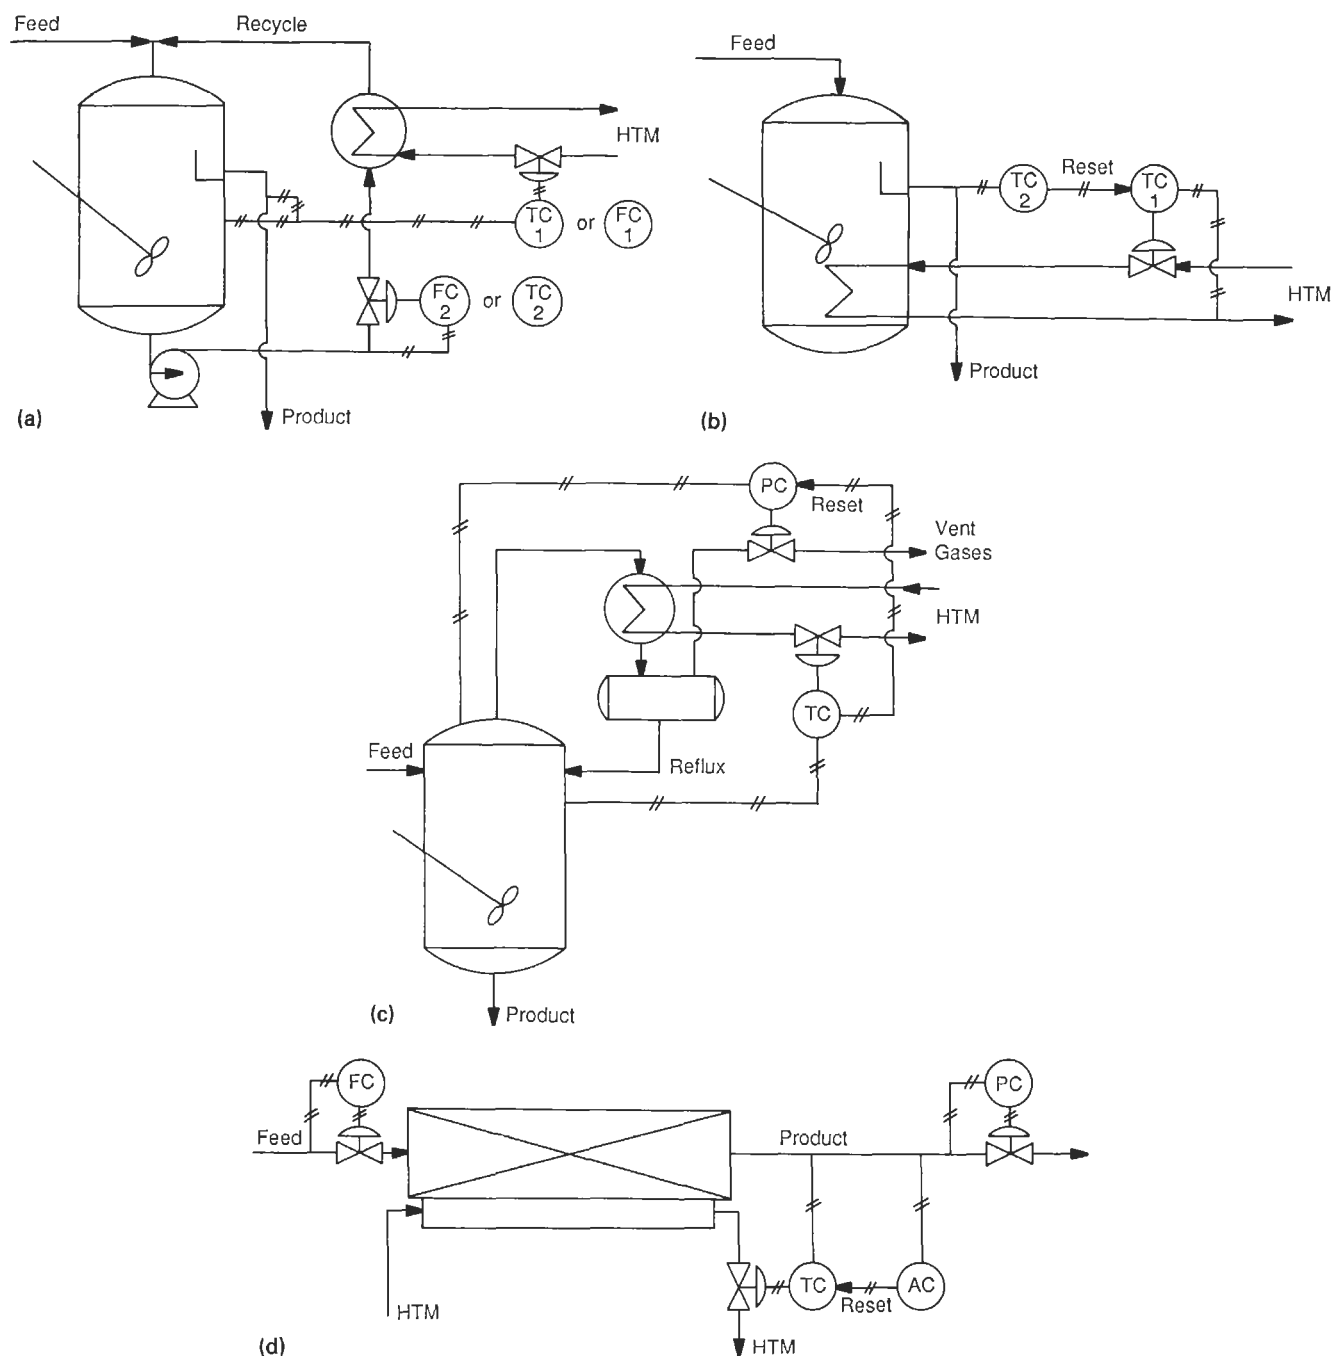 Feed
Recycle
HTM
TC 1 or FC 1
FC 2 or TC 2
Product
(a)
Feed
TC 2
Reset
TC 1
HTM
Product
(b)
PC
Reset
Vent
Gases
HTM
TC
Feed
Reflux
Product
(c)
FC
PC
Feed
Product
TC
Reset
AC
HTM
HTM
(d)